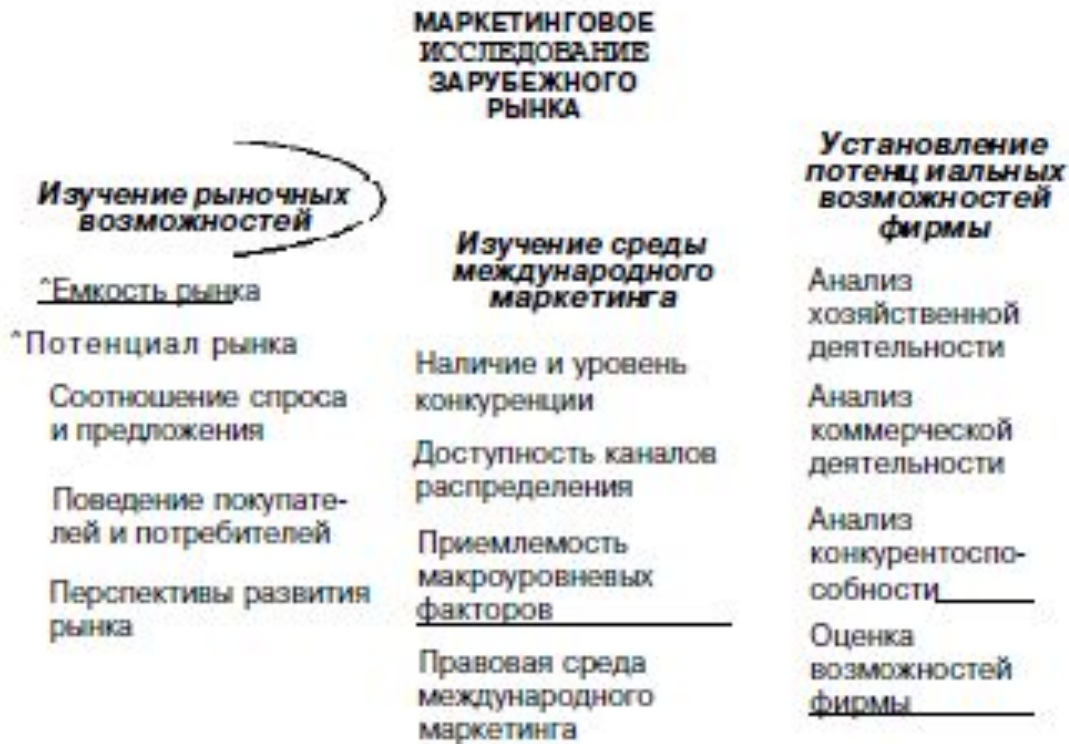 МАРКЕТИНГОВОЕ
ИССЛЕДОВАНИЕ
ЗАРУБЕЖНОГО
РЫНКА
Изучение рыночных
возможностей
^Емкость рынка
^Потенциал рынка
Соотношение спроса
и предложения
Поведение покупате-
лей и потребителей
Перспективы развития
рынка
Изучение среды
международного
маркетинга
Наличие и уровень
конкуренции
Доступность каналов
распределения
Приемлемость
макроуровневых
факторов
Правовая среда
международного
маркетинга
Установление
потенц иальных
возможностей
фирмы
Анализ
хозяйственной
деятельности
Анализ
коммерческой
деятельности
Анализ
конкурентоспо-
собности
Оценка
возможностей
фирмы